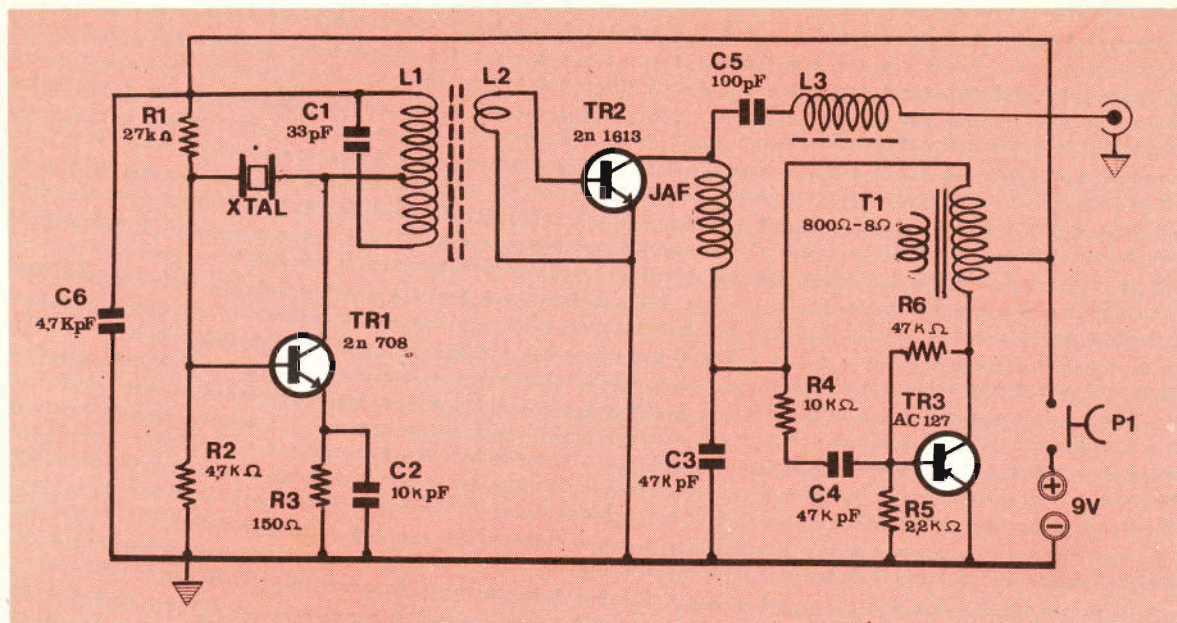 R1
27kΩ
C1
33pF
L1
L2
XTAL
TR2
2n 1613
C5
100pF
L3
JAF
T1
800Ω-8Ω
C6
4,7KpF
TR1
2n 708
R6
47KΩ
R4
10KΩ
TR3
AC127
P1
R2
4,7KΩ
R3
150Ω
C2
10KpF
C3
47KpF
C4
47KpF
R5
2,2KΩ
+
9V
−